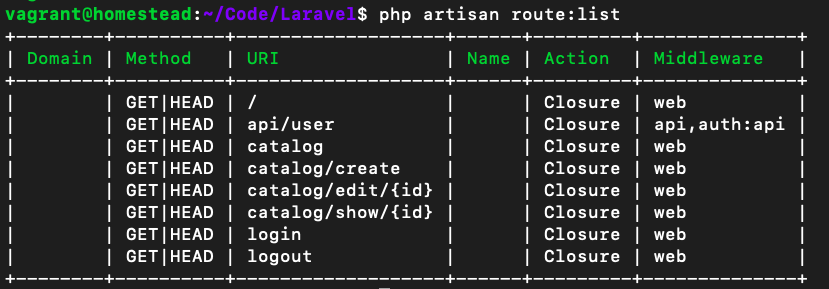 vagrant@homestead:~/Code/Laravel$ php artisan route:list
+--------+----------+-------------------+------+---------+--------------+
| Domain | Method   | URI               | Name | Action  | Middleware   |
+--------+----------+-------------------+------+---------+--------------+
|        | GET|HEAD | /                 |      | Closure | web          |
|        | GET|HEAD | api/user          |      | Closure | api,auth:api |
|        | GET|HEAD | catalog           |      | Closure | web          |
|        | GET|HEAD | catalog/create    |      | Closure | web          |
|        | GET|HEAD | catalog/edit/{id} |      | Closure | web          |
|        | GET|HEAD | catalog/show/{id} |      | Closure | web          |
|        | GET|HEAD | login             |      | Closure | web          |
|        | GET|HEAD | logout            |      | Closure | web          |
+--------+----------+-------------------+------+---------+--------------+